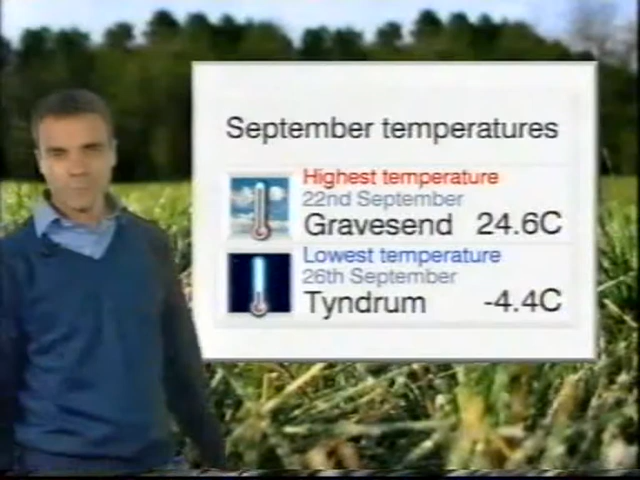 September temperatures
Highest temperature
22nd September
Gravesend 24.6C
Lowest temperature
26th September
Tyndrum -4.4C